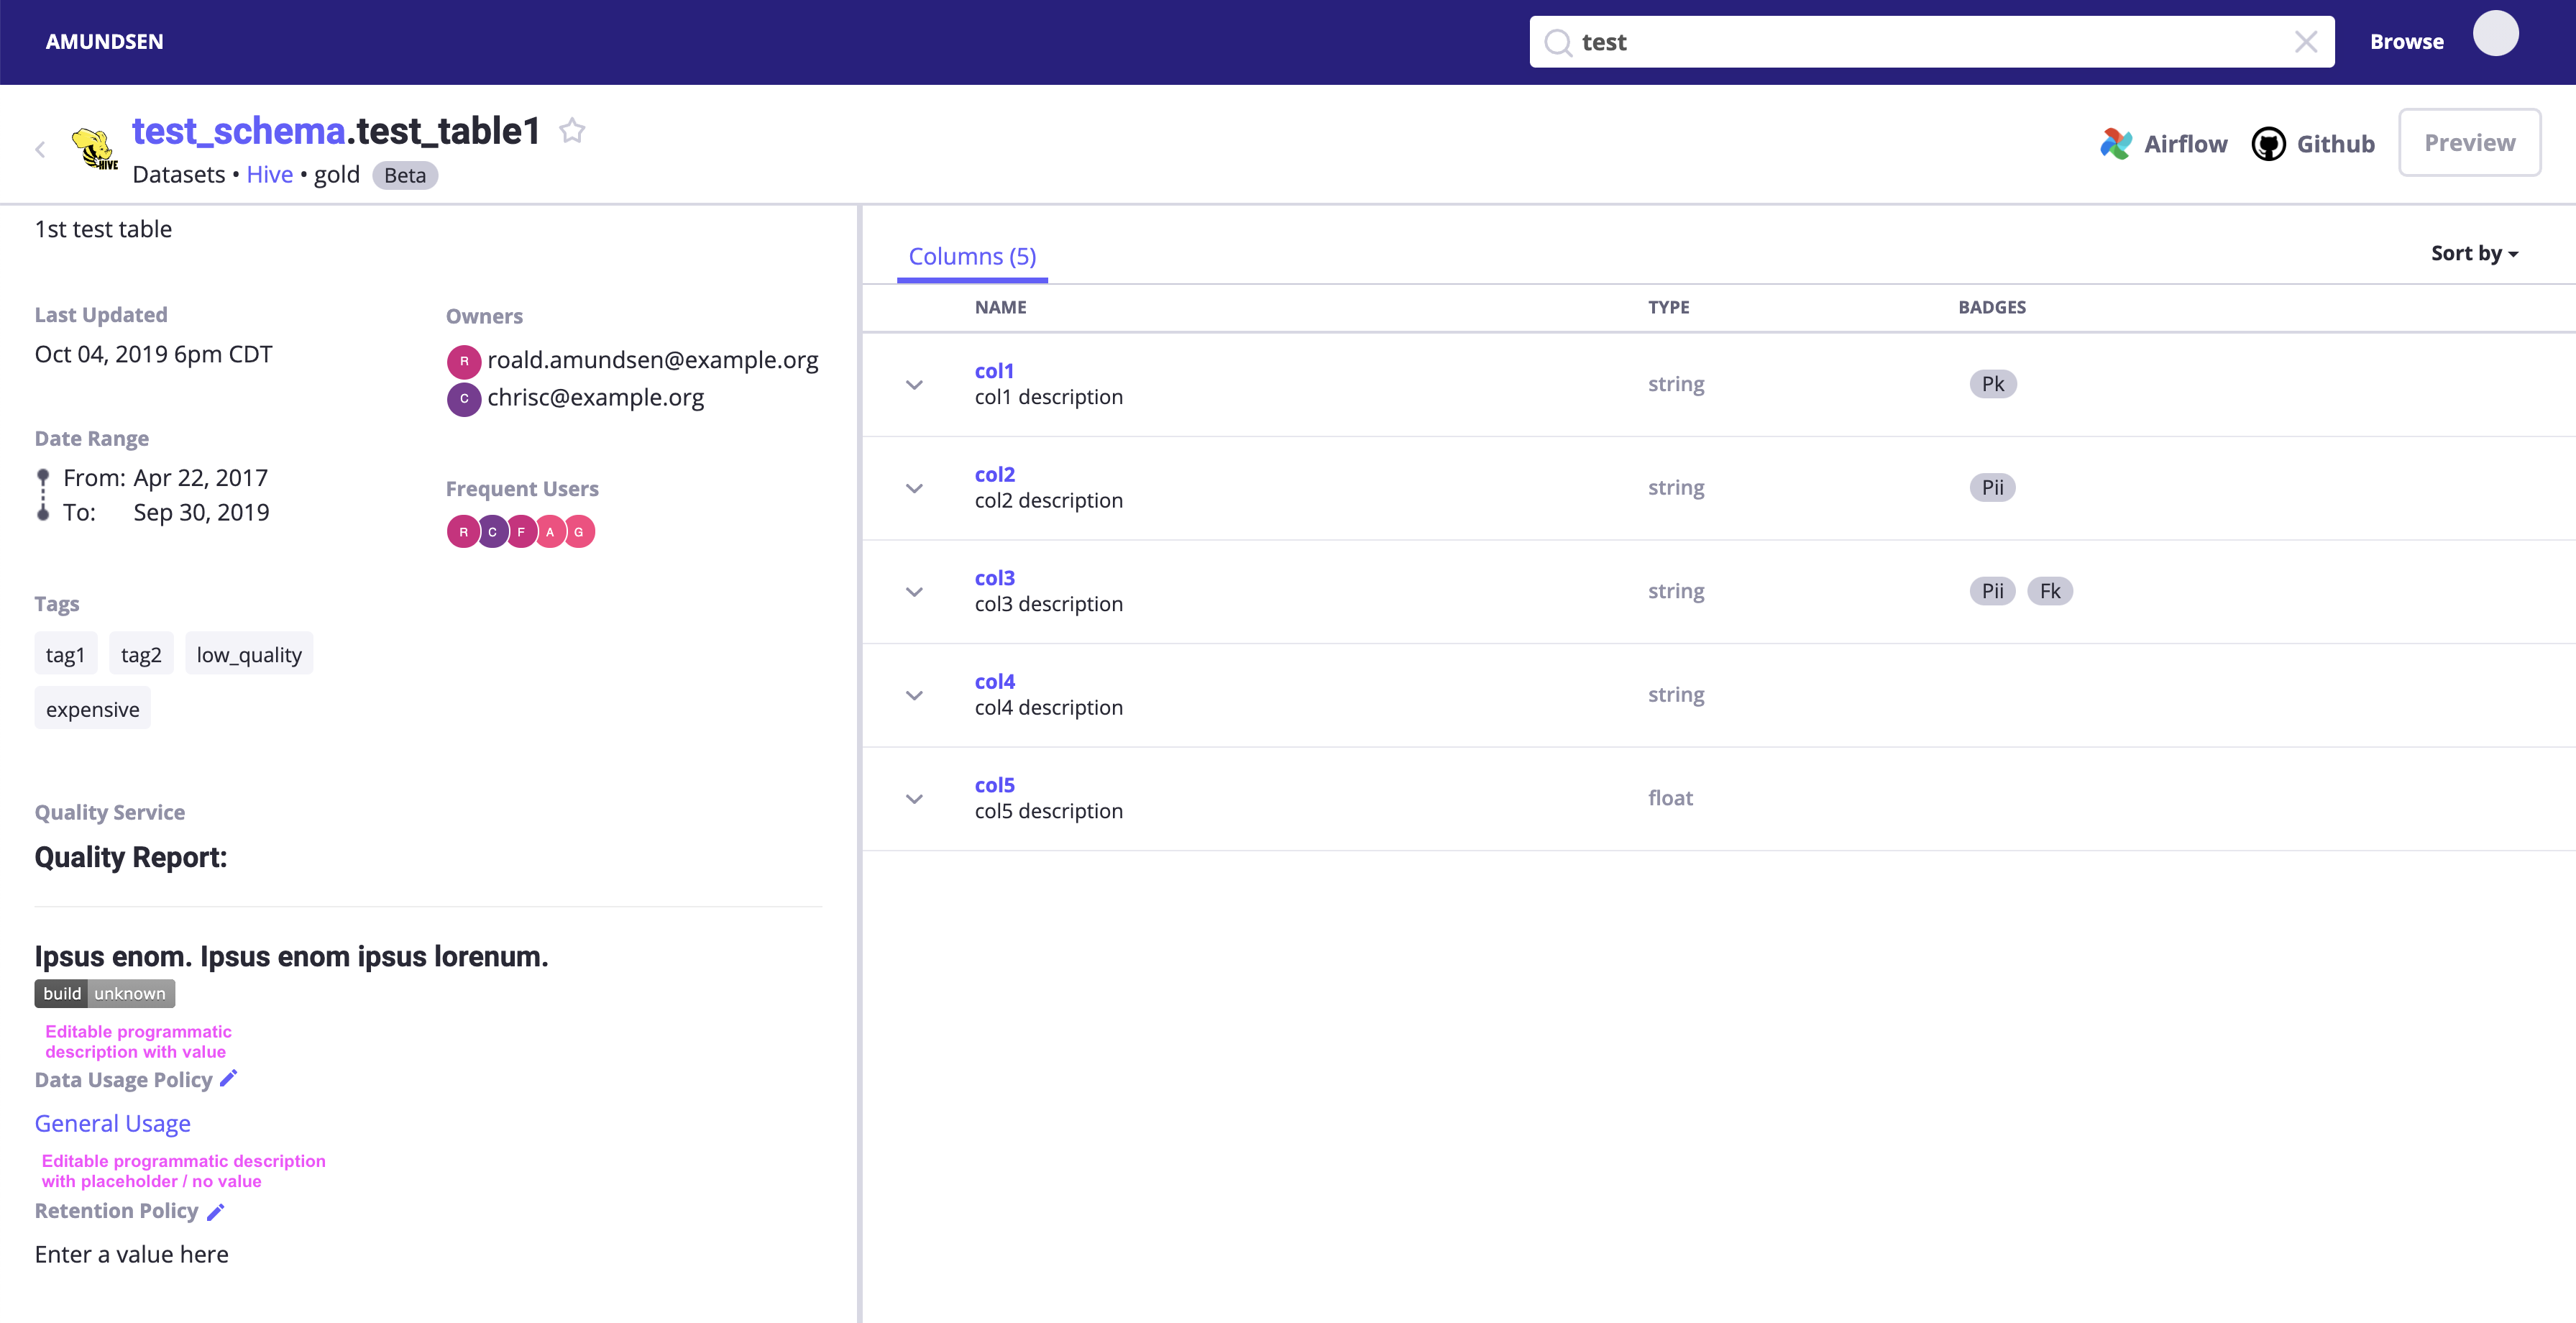 AMUNDSEN
test
Browse
HIVE
test_schema.test_table1
Datasets • Hive • gold Beta
Airflow
Github
Preview
1st test table
Last Updated
Oct 04, 2019 6pm CDT
Owners
R roald.amundsen@example.org
C chrisc@example.org
Date Range
From: Apr 22, 2017
To: Sep 30, 2019
Frequent Users
R C F A G
Tags
tag1 tag2 low_quality
expensive
Quality Service
Quality Report:
Ipsus enom. Ipsus enom ipsus lorenum.
build unknown
Editable programmatic
description with value
Data Usage Policy
General Usage
Editable programmatic description
with placeholder / no value
Retention Policy
Enter a value here
Columns (5)
Sort by
NAME TYPE BADGES
col1
col1 description
string
Pk
col2
col2 description
string
Pii
col3
col3 description
string
Pii Fk
col4
col4 description
string
col5
col5 description
float